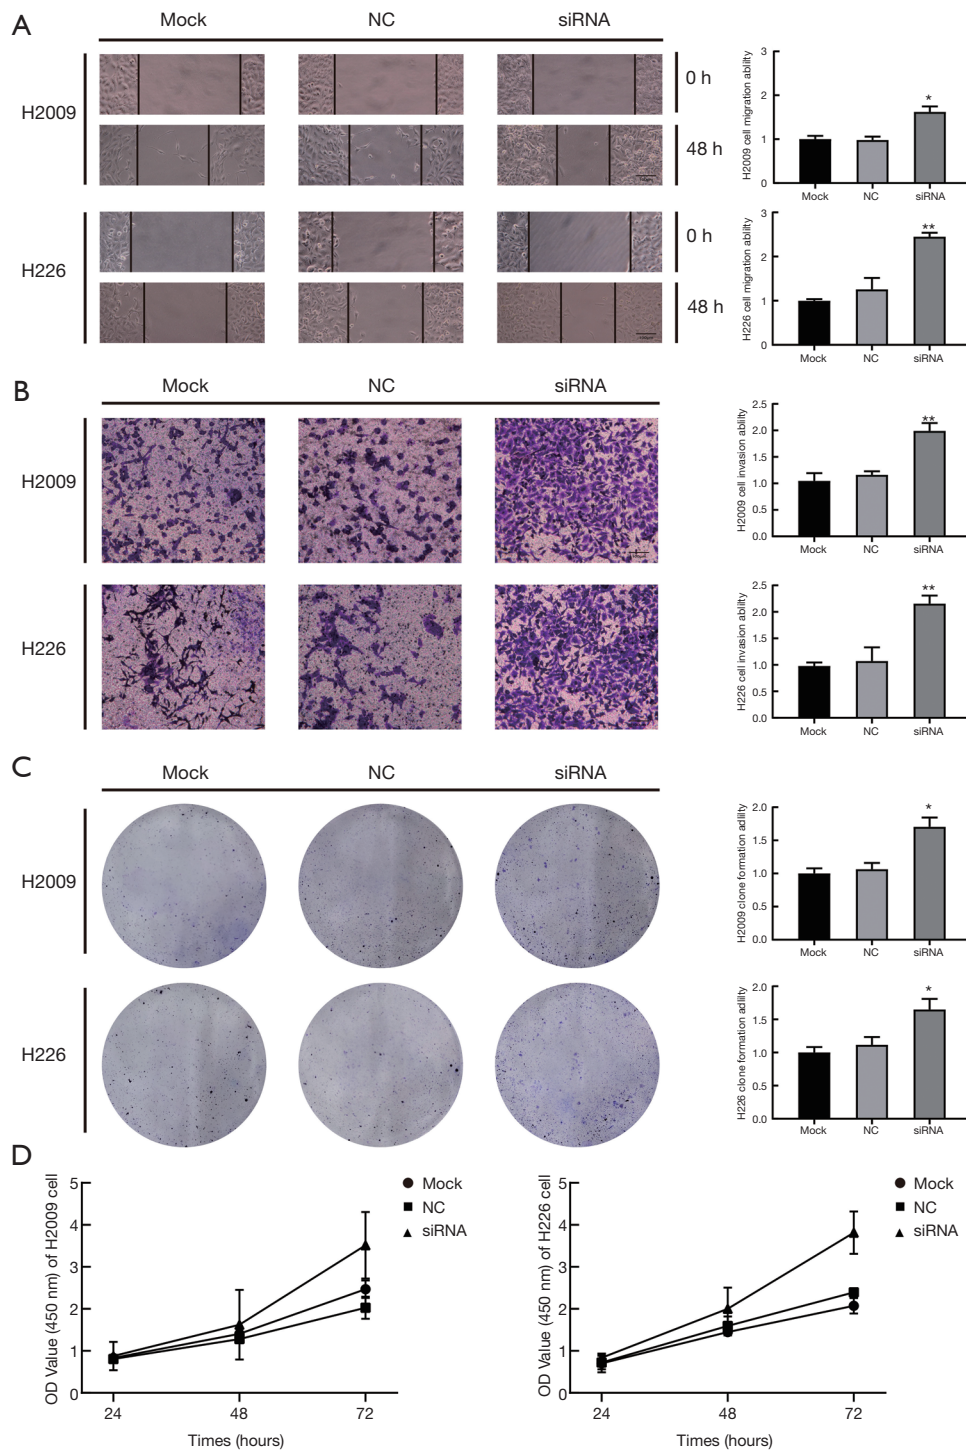 A
Mock NC siRNA
H2009
0 h
48 h
H226
0 h
48 h
H2009 cell migration ability
3
2
1
0
*
Mock NC siRNA
H226 cell migration ability
3
2
1
0
**
Mock NC siRNA
B
Mock NC siRNA
H2009
H226
H2009 cell invasion ability
2.5
2.0
1.5
1.0
0.5
0.0
**
Mock NC siRNA
H226 cell invasion ability
2.5
2.0
1.5
1.0
0.5
0.0
**
Mock NC siRNA
C
Mock NC siRNA
H2009
H226
H2009 clone formation adility
2.0
1.5
1.0
0.5
0.0
*
Mock NC siRNA
H226 clone formation adility
2.0
1.5
1.0
0.5
0.0
*
Mock NC siRNA
D
OD Value (450 nm) of H2009 cell
5
4
3
2
1
0
24 48 72
Times (hours)
Mock
NC
siRNA
OD Value (450 nm) of H226 cell
5
4
3
2
1
0
24 48 72
Times (hours)
Mock
NC
siRNA